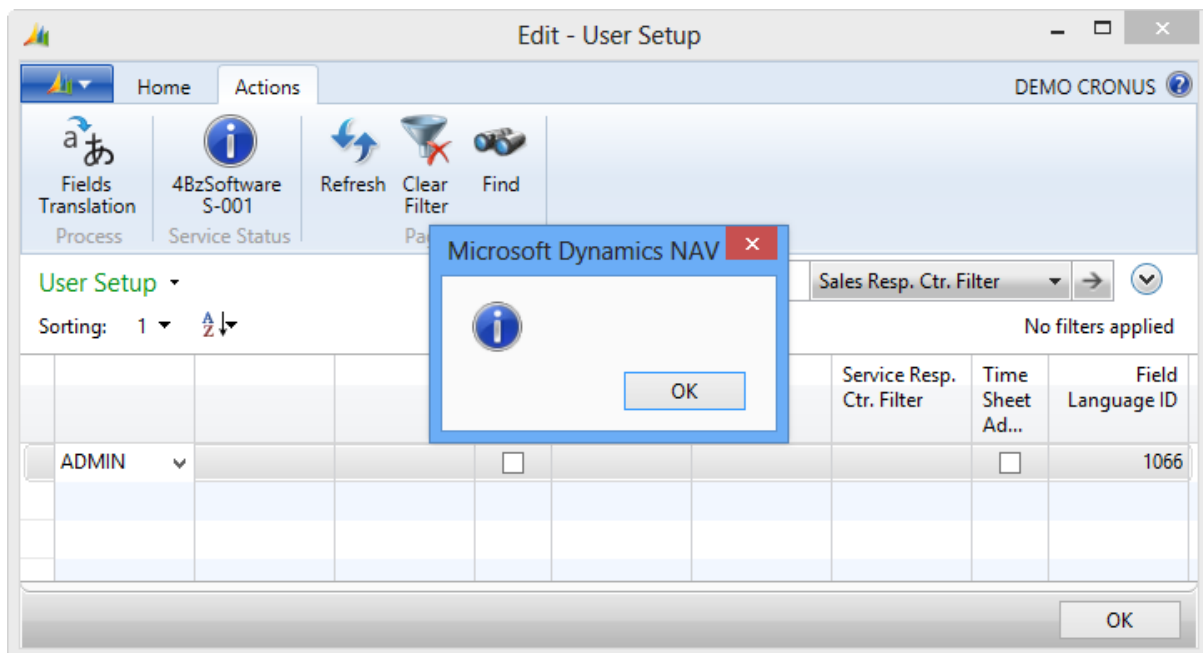 Edit - User Setup
Home Actions DEMO CRONUS
Fields Translation
4BzSoftware S-001
Refresh
Clear Filter
Find
Process
Service Status
Pa
Microsoft Dynamics NAV
OK
User Setup
Sales Resp. Ctr. Filter
Sorting: 1
No filters applied
Service Resp. Ctr. Filter
Time Sheet Ad...
Field Language ID
ADMIN
1066
OK